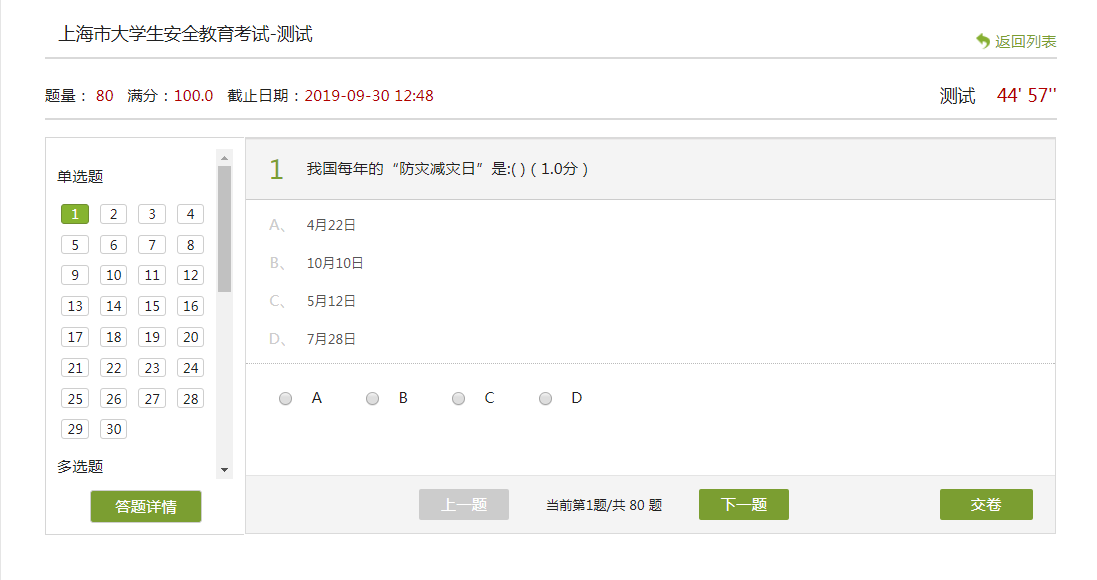 上海市大学生安全教育考试-测试
返回列表
题量： 80 满分：100.0 截止日期：2019-09-30 12:48
测试 44' 57''
单选题
1 2 3 4
5 6 7 8
9 10 11 12
13 14 15 16
17 18 19 20
21 22 23 24
25 26 27 28
29 30
多选题
答题详情
1 我国每年的“防灾减灾日”是:( ) ( 1.0分 )
A、 4月22日
B、 10月10日
C、 5月12日
D、 7月28日
A B C D
上一题 当前第1题/共 80 题 下一题 交卷